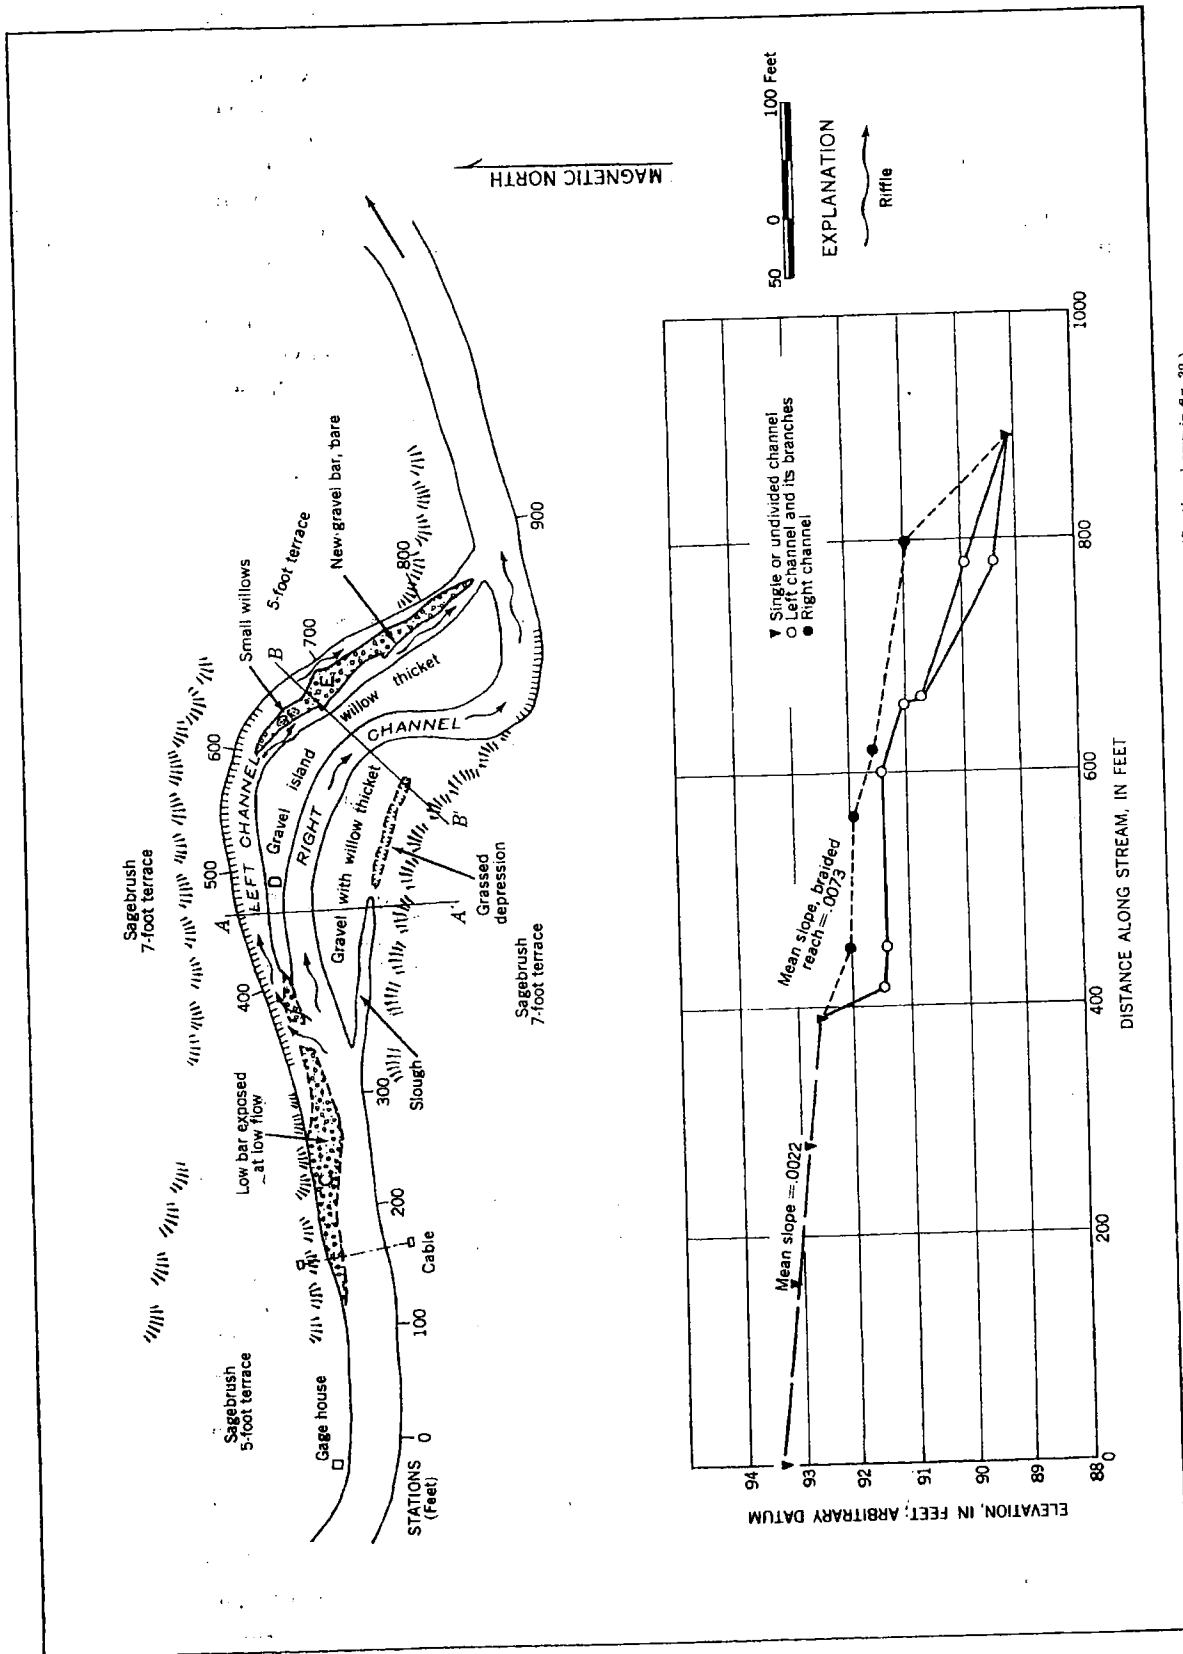 Sagebrush
5-foot terrace
Gage house
STATIONS
(Feet)
0
100
200
300
Cable
Low bar exposed
at low flow
C
Slough
400
500
600
700
800
900
Sagebrush
7-foot terrace
A
A'
LEFT CHANNEL
D
Gravel island
willow thicket
RIGHT CHANNEL
Gravel with willow thicket
Grassed
depression
Sagebrush
7-foot terrace
B
B'
E
Small willows
5-foot terrace
New gravel bar, bare
MAGNETIC NORTH
50 0 100 Feet
EXPLANATION
Riffle
ELEVATION, IN FEET; ARBITRARY DATUM
94
93
92
91
90
89
88
0 200 400 600 800 1000
DISTANCE ALONG STREAM, IN FEET
Mean slope =.0022
Mean slope, braided
reach=.0073
Single or undivided channel
Left channel and its branches
Right channel